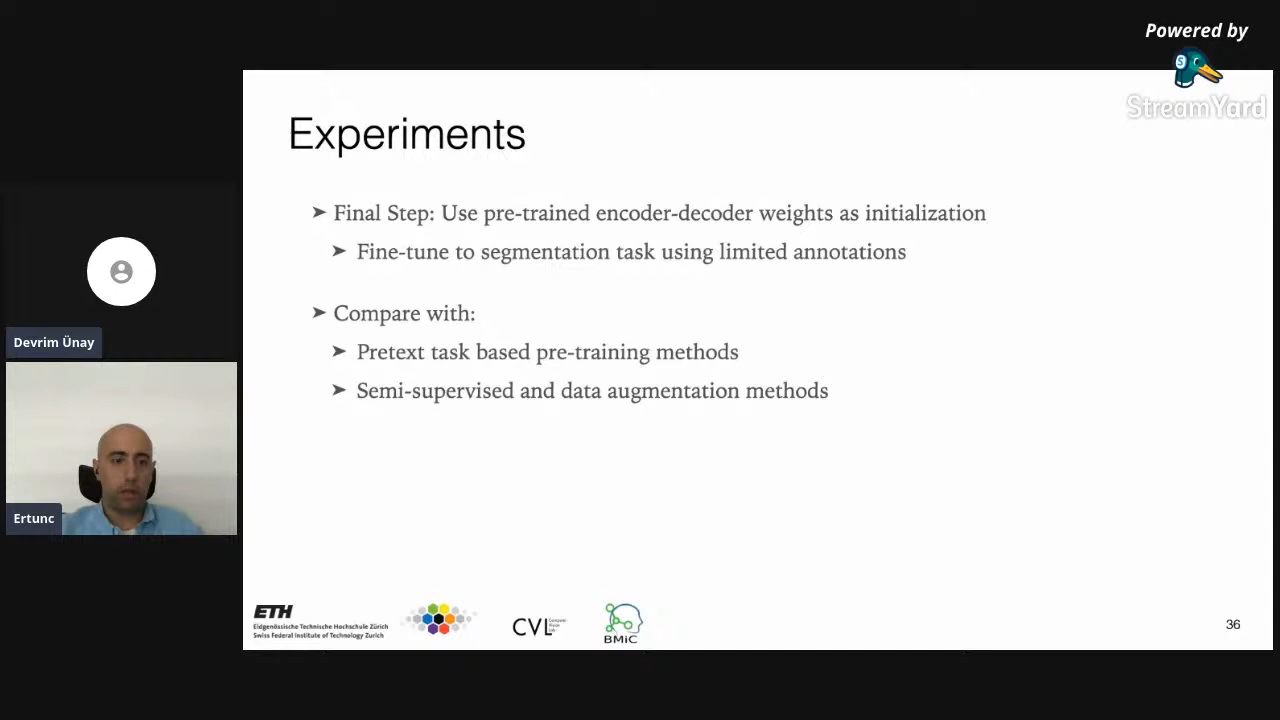 Powered by
StreamYard
Experiments
➤ Final Step: Use pre-trained encoder-decoder weights as initialization
➤ Fine-tune to segmentation task using limited annotations
➤ Compare with:
➤ Pretext task based pre-training methods
➤ Semi-supervised and data augmentation methods
Devrim Ünay
Ertunc
ETH
Eidgenössische Technische Hochschule Zürich
Swiss Federal Institute of Technology Zurich
CVL
BMiC
36